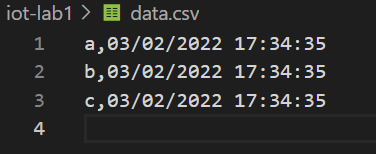 iot-lab1 > data.csv
1 a,03/02/2022 17:34:35
2 b,03/02/2022 17:34:35
3 c,03/02/2022 17:34:35
4